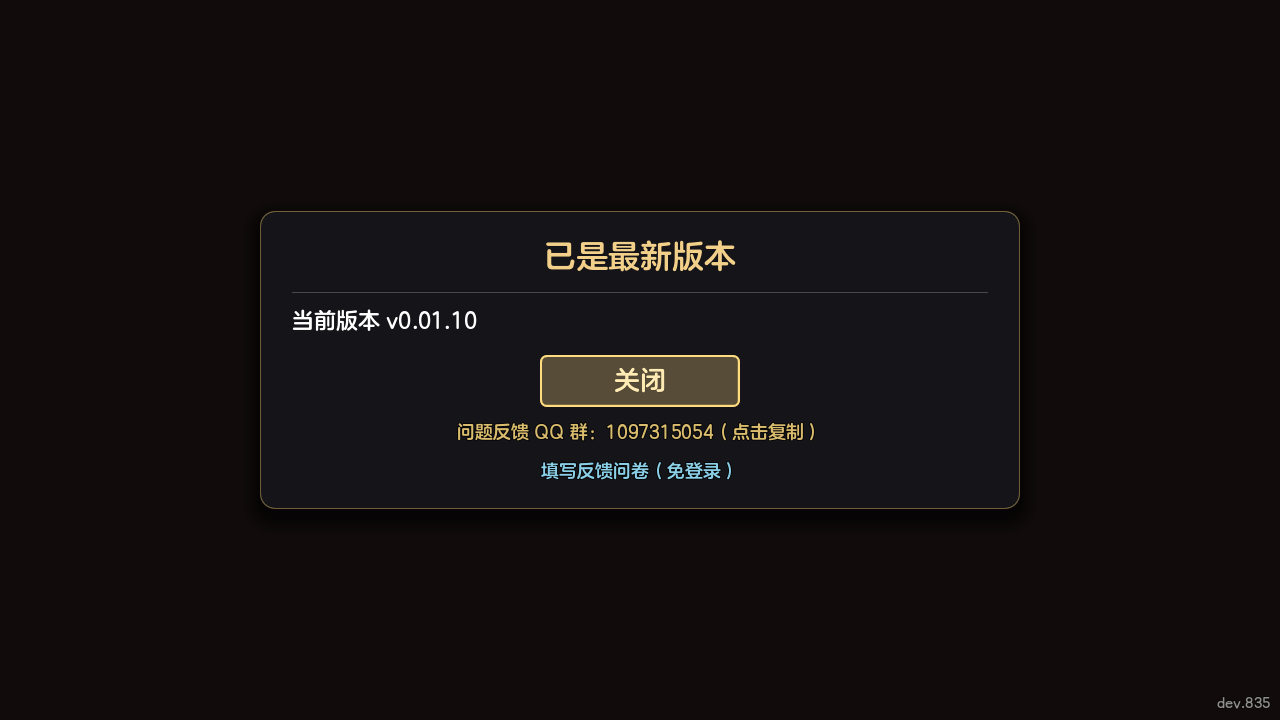 已是最新版本
当前版本 v0.01.10
关闭
问题反馈 QQ 群：1097315054（点击复制）
填写反馈问卷（免登录）
dev.835